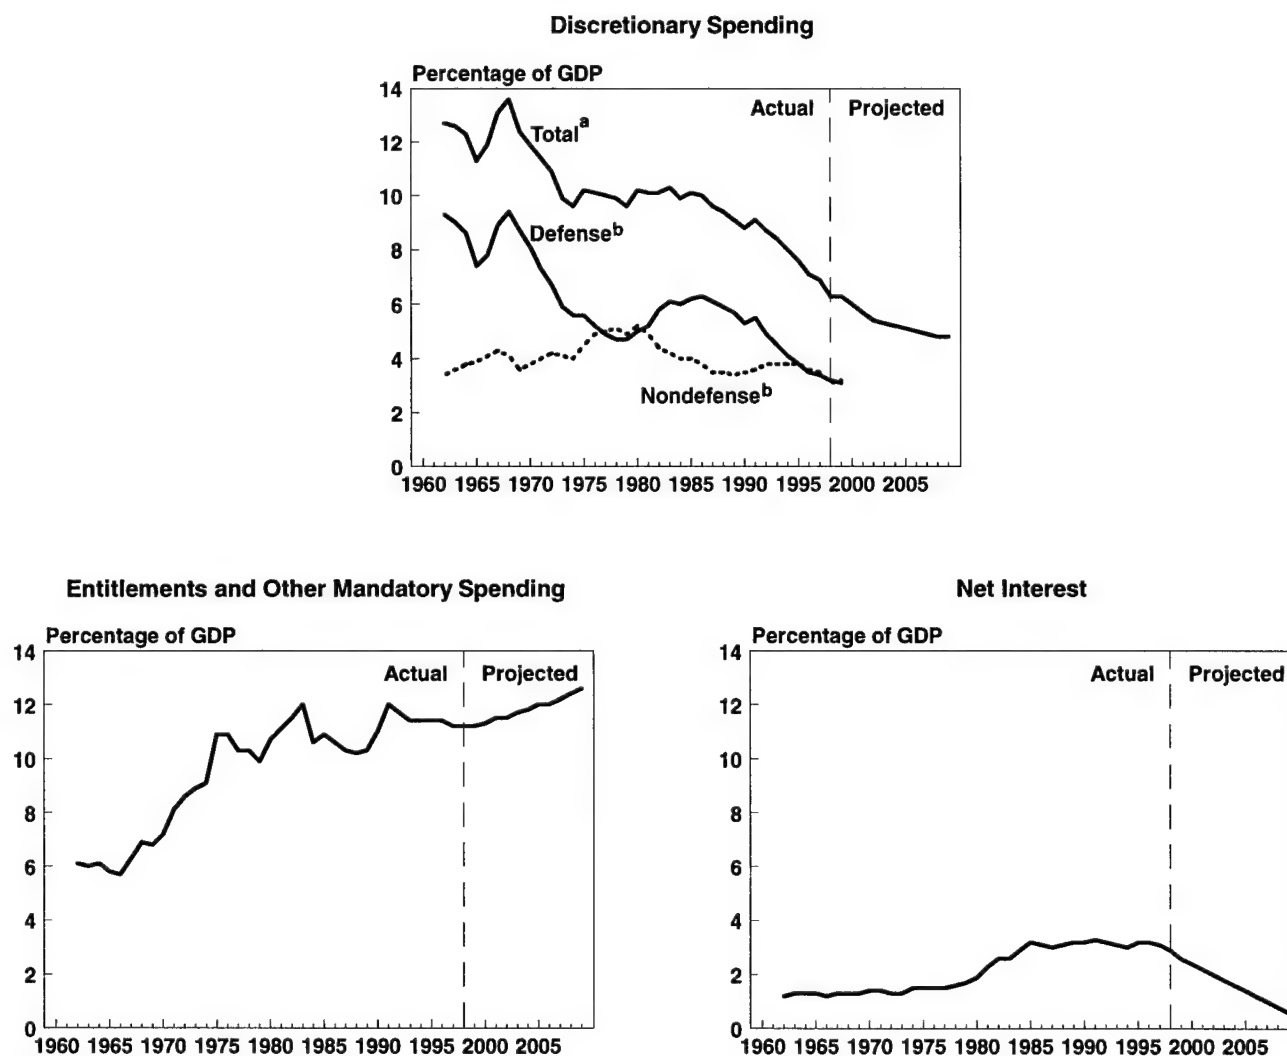 Discretionary Spending
Percentage of GDP
14
Actual Projected
12
Total a
10
Defense b
8
6
4
Nondefense b
2
0
1960 1965 1970 1975 1980 1985 1990 1995 2000 2005
Entitlements and Other Mandatory Spending
Percentage of GDP
14
Actual Projected
12
10
8
6
4
2
0
1960 1965 1970 1975 1980 1985 1990 1995 2000 2005
Net Interest
Percentage of GDP
14
Actual Projected
12
10
8
6
4
2
0
1960 1965 1970 1975 1980 1985 1990 1995 2000 2005